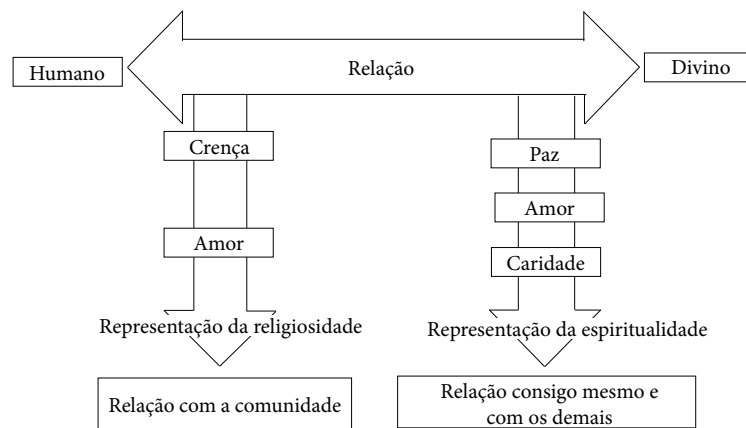 Humano
Relação
Divino
Crença
Amor
Representação da religiosidade
Relação com a comunidade
Paz
Amor
Caridade
Representação da espiritualidade
Relação consigo mesmo e
com os demais